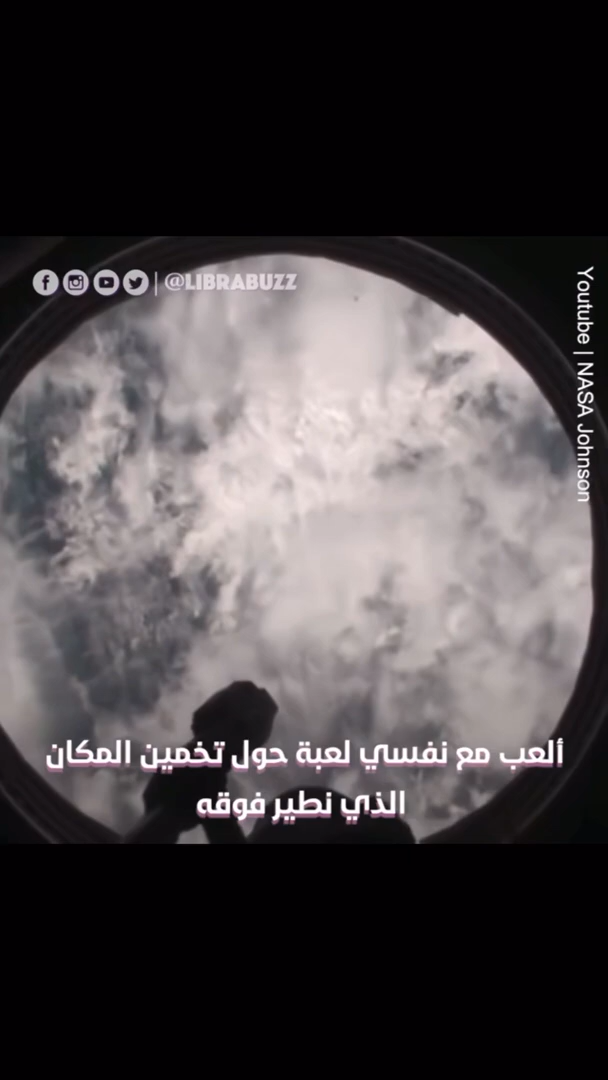 @LIBRABUZZ
Youtube | NASA Johnson
ألعب مع نفسي لعبة حول تخمين المكان
الذي نطير فوقه